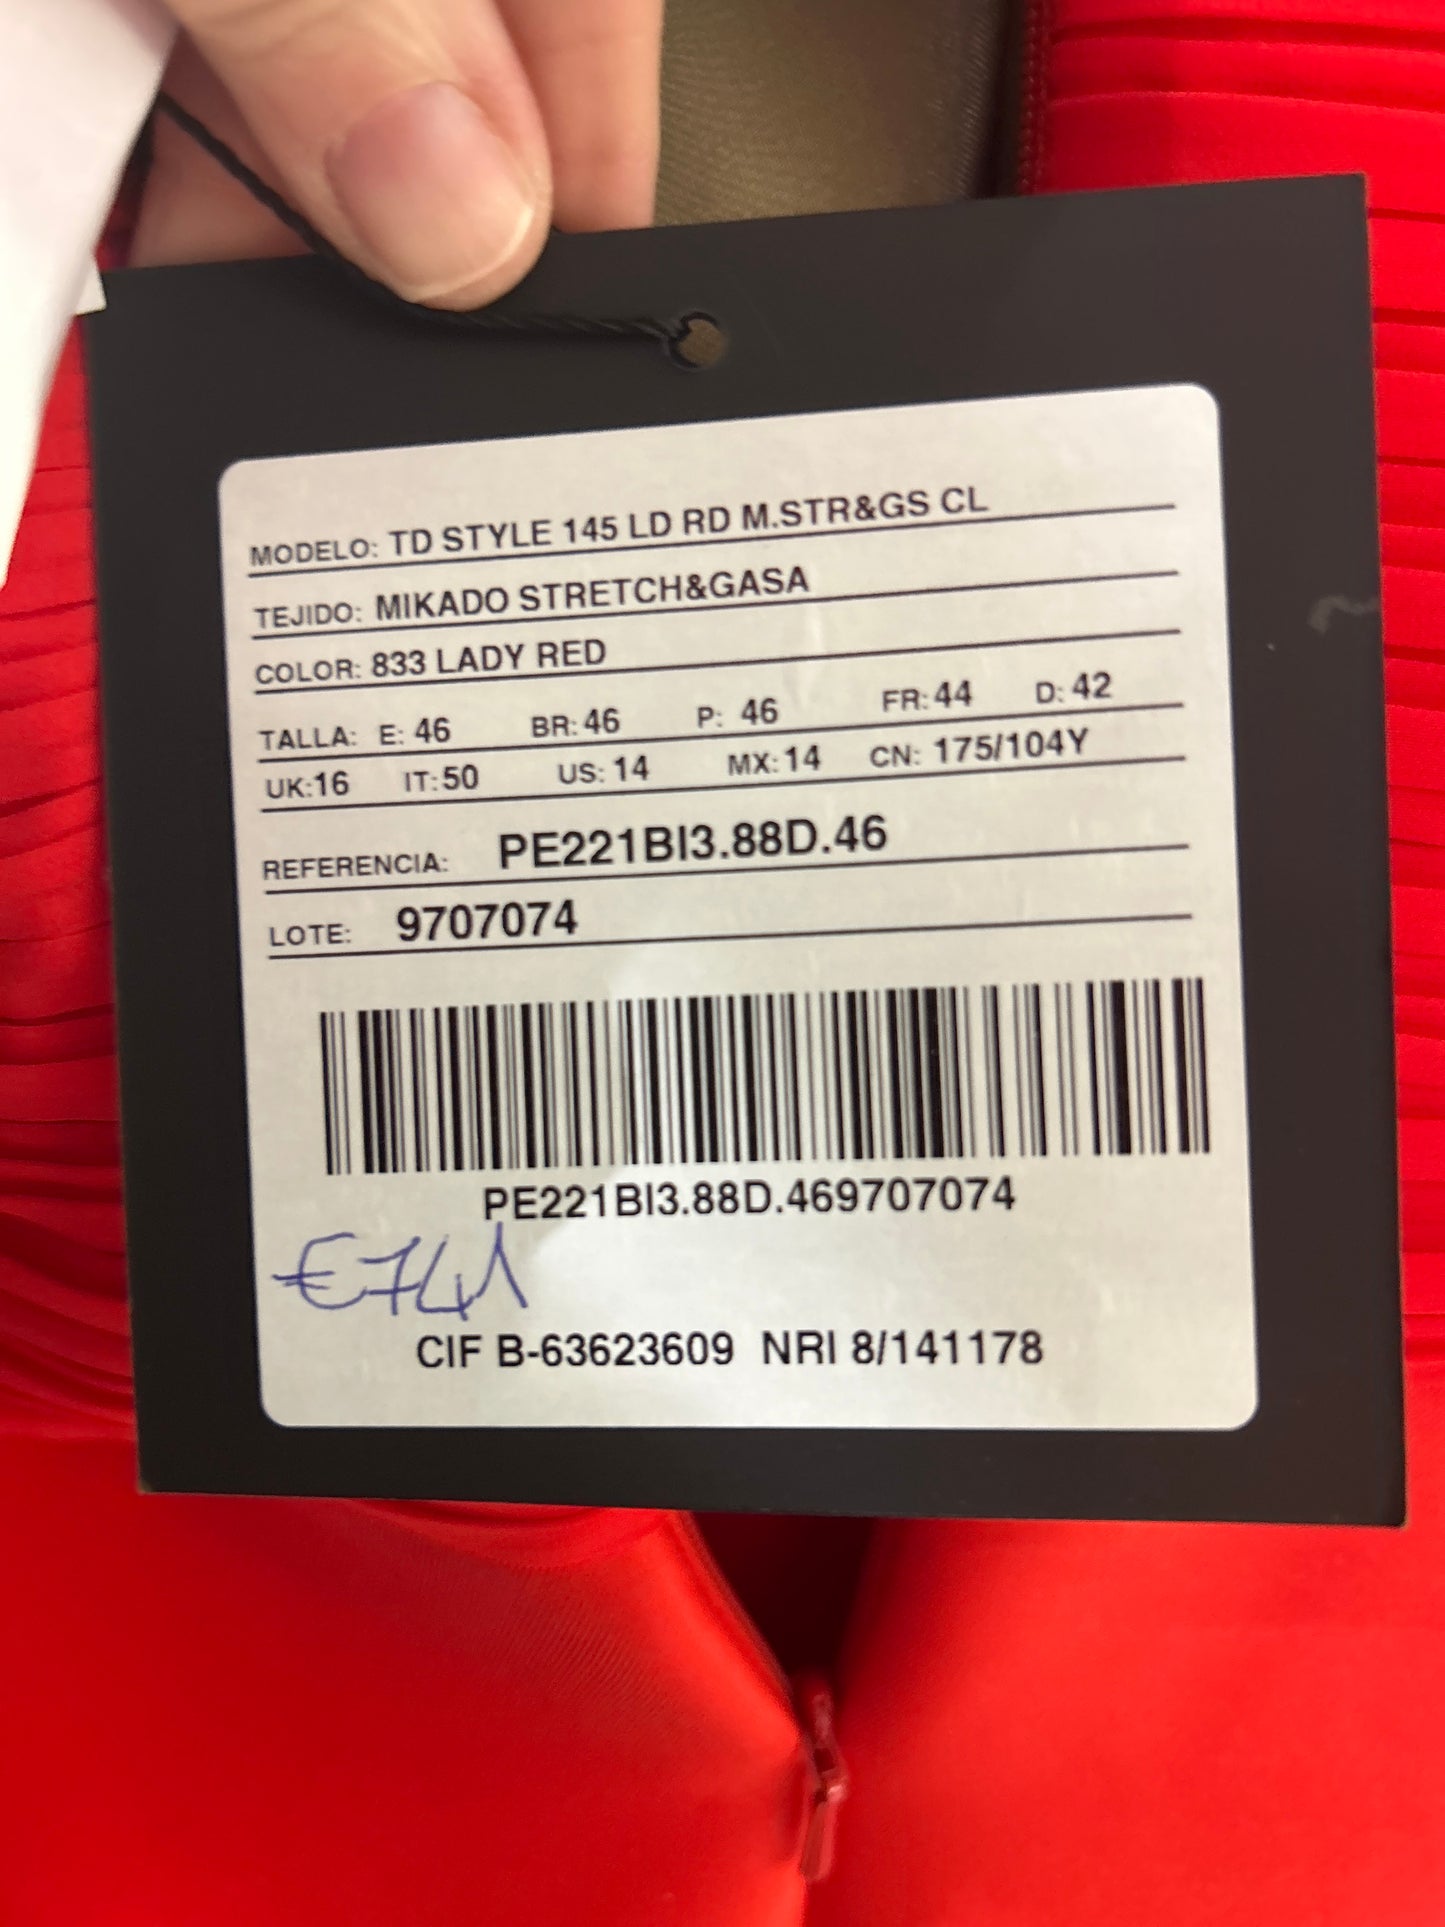 MODELO: TD STYLE 145 LD RD M.STR&GS CL
TEJIDO: MIKADO STRETCH&GASA
COLOR: 833 LADY RED
TALLA: E: 46 BR: 46 P: 46 FR: 44 D: 42
UK:16 IT:50 US: 14 MX: 14 CN: 175/104Y
REFERENCIA: PE221BI3.88D.46
LOTE: 9707074
PE221BI3.88D.469707074
€741
CIF B-63623609 NRI 8/141178